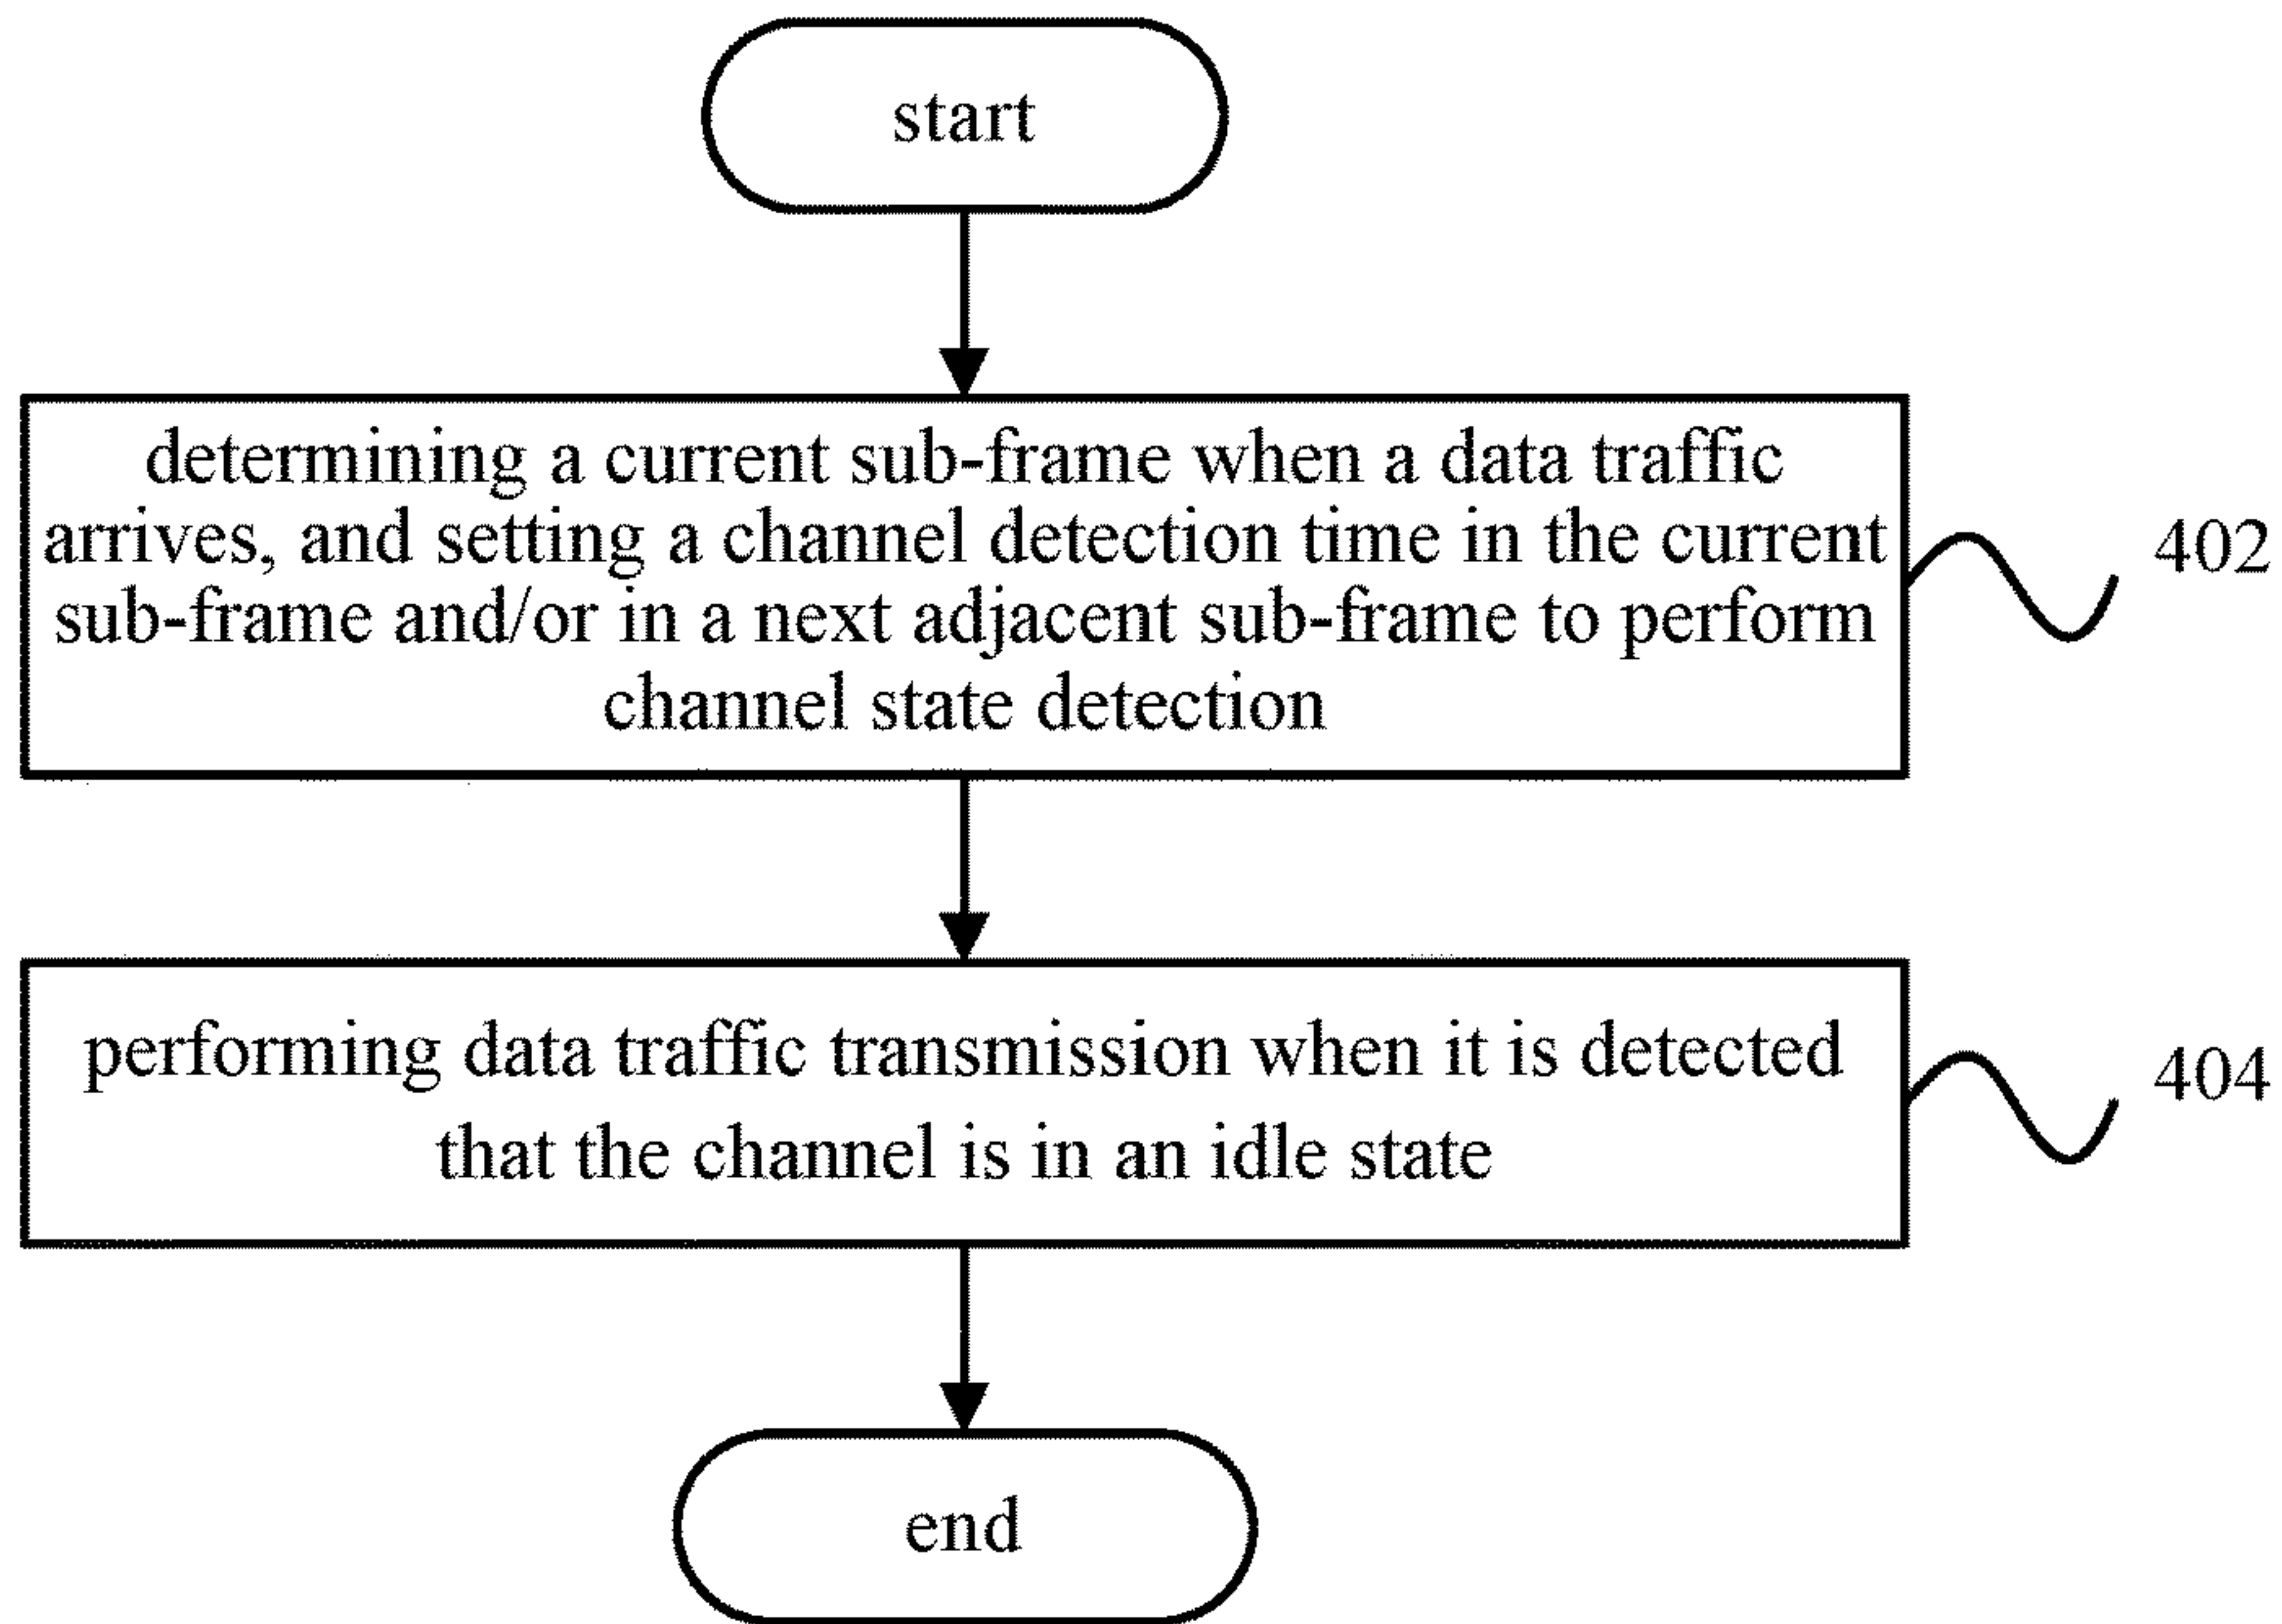 start
determining a current sub-frame when a data traffic
arrives, and setting a channel detection time in the current
sub-frame and/or in a next adjacent sub-frame to perform
channel state detection
402
performing data traffic transmission when it is detected
that the channel is in an idle state
404
end